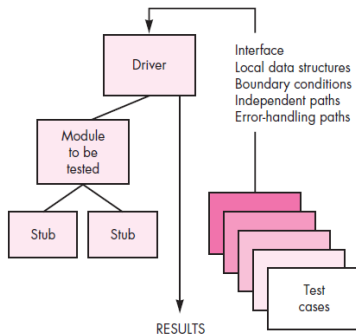 Driver
Interface
Local data structures
Boundary conditions
Independent paths
Error-handling paths
Module
to be
tested
Stub
Stub
Test
cases
RESULTS